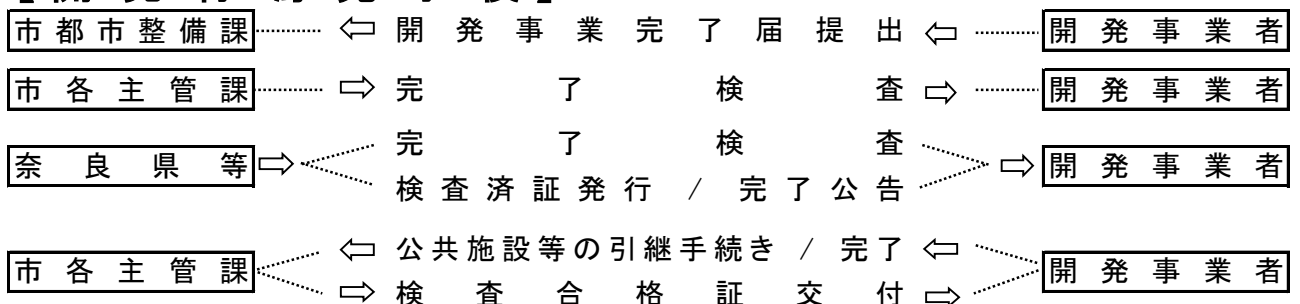 市都市整備課 ⇦ 開発事業完了届提出 ⇦ 開発事業者
市各主管課 ⇨ 完了検査 ⇨ 開発事業者
完了検査
奈良県等 ⇨ ⇨ 開発事業者
検査済証発行 / 完了公告
⇦ 公共施設等の引継手続き / 完了 ⇦
市各主管課 開発事業者
⇨ 検査合格証交付 ⇨